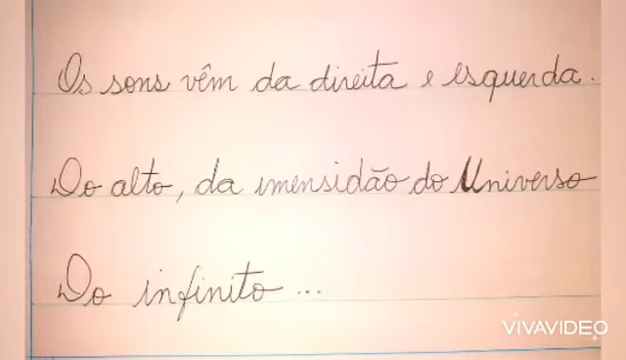 Os sons vêm da direita e esquerda.
Do alto, da imensidão do Universo
Do infinito...
VIVAVIDEO